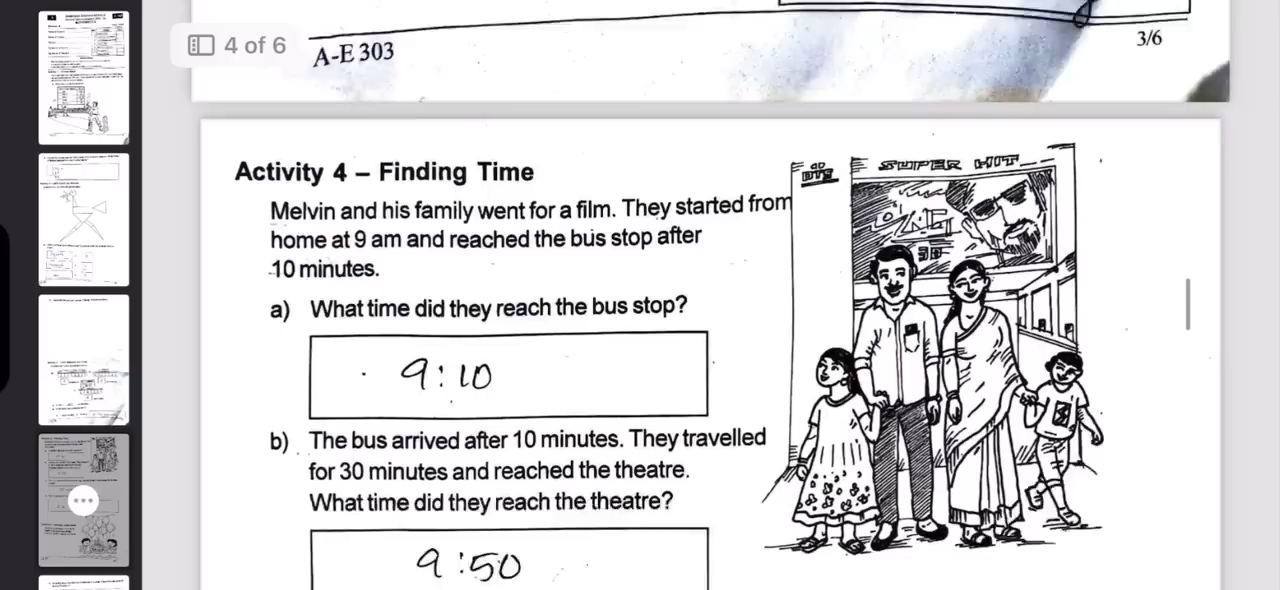 4 of 6
A-E 303
3/6
Activity 4 – Finding Time
Melvin and his family went for a film. They started from
home at 9 am and reached the bus stop after
10 minutes.
a) What time did they reach the bus stop?
9:10
b) The bus arrived after 10 minutes. They travelled
for 30 minutes and reached the theatre.
What time did they reach the theatre?
9:50
SUPER HIT